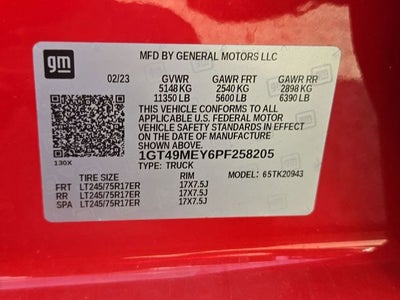 gm
MFD BY GENERAL MOTORS LLC
02/23 GVWR GAWR FRT GAWR RR
5148 KG 2540 KG 2898 KG
11350 LB 5600 LB 6390 LB
THIS VEHICLE CONFORMS TO ALL
APPLICABLE U.S. FEDERAL MOTOR
VEHICLE SAFETY STANDARDS IN EFFECT
ON THE DATE OF MANUFACTURE
SHOWN ABOVE.
1GT49MEY6PF258205
130X TYPE: TRUCK MODEL: 65TK20943
TIRE SIZE RIM
FRT LT245/75R17ER 17X7.5J
RR LT245/75R17ER 17X7.5J
SPA LT245/75R17ER 17X7.5J